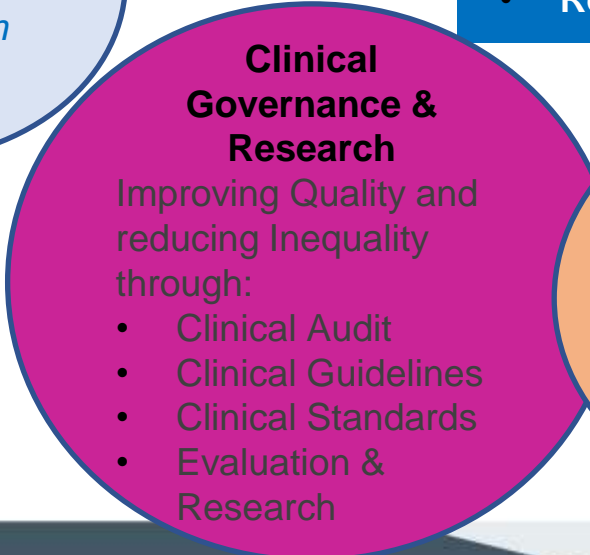 Clinical
Governance &
Research
Improving Quality and
reducing Inequality
through:
• Clinical Audit
• Clinical Guidelines
• Clinical Standards
• Evaluation &
Research